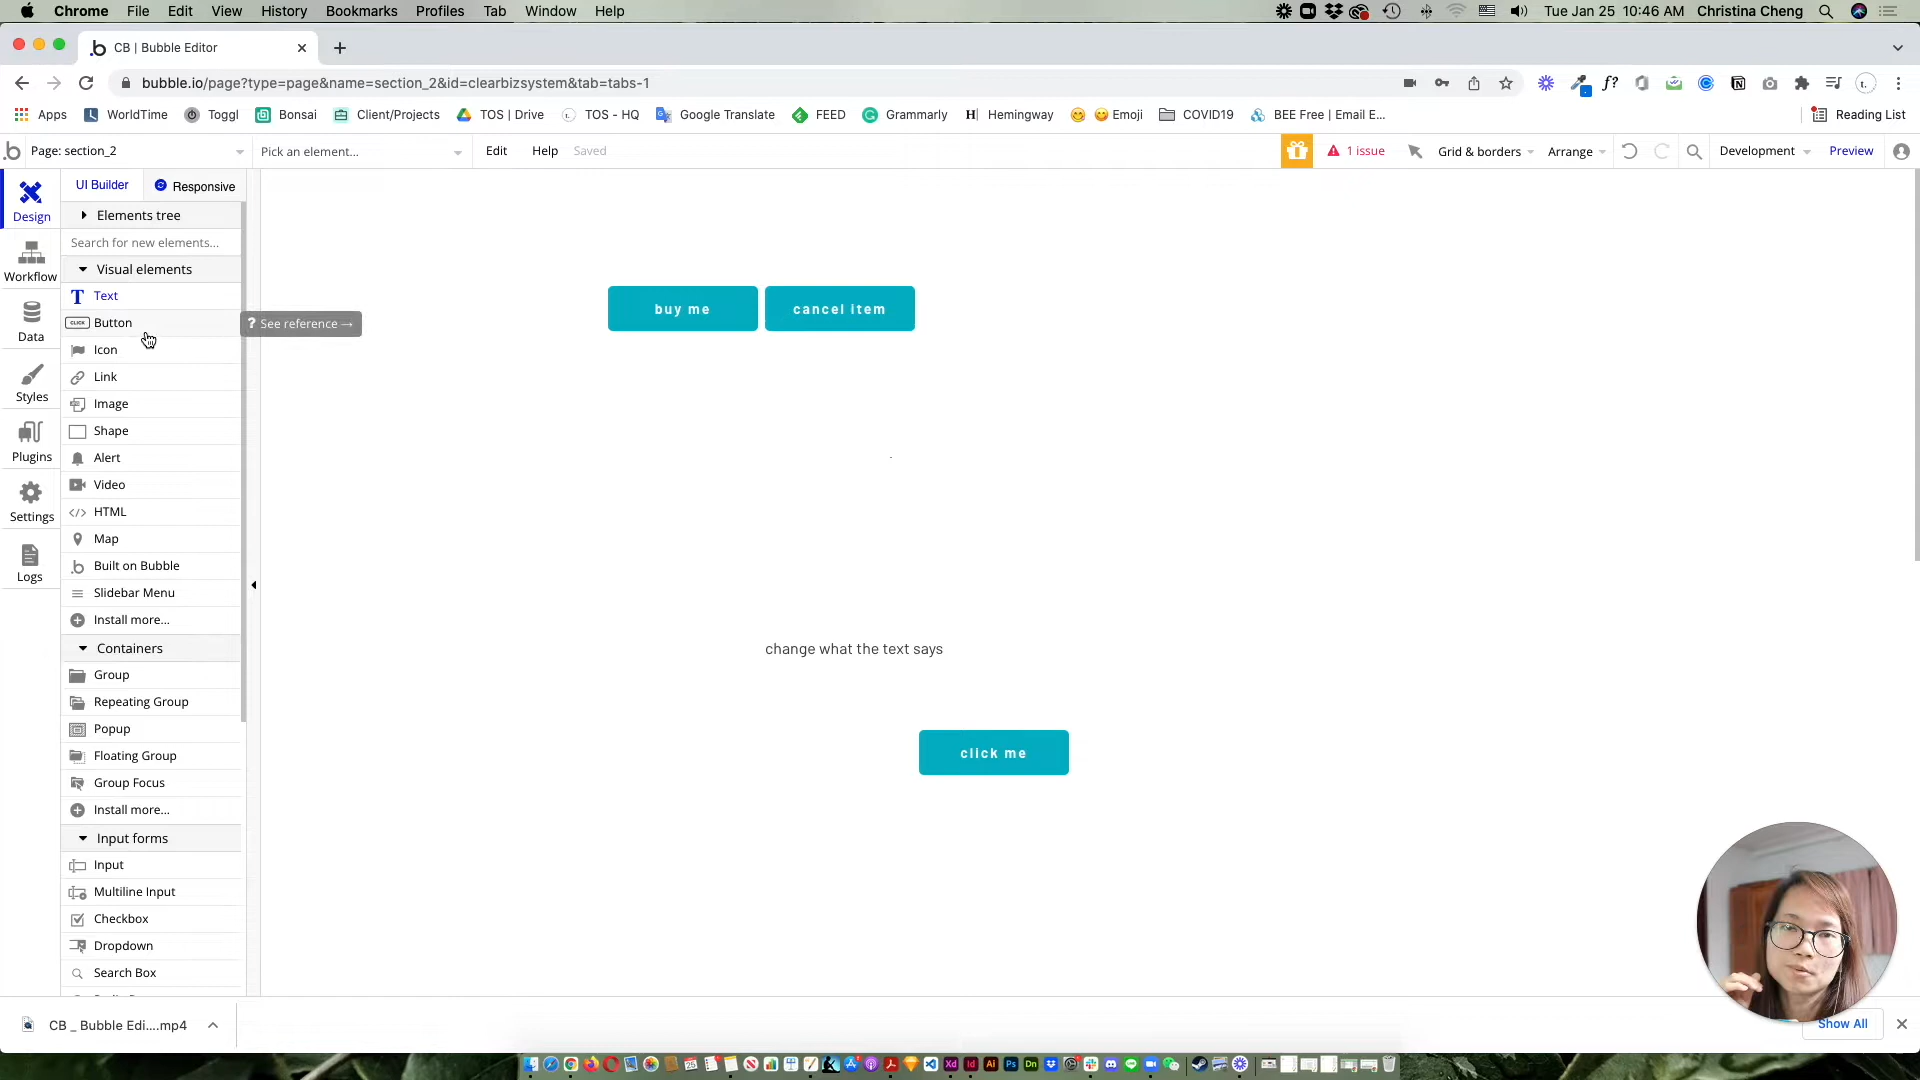 Chrome File Edit View History Bookmarks Profiles Tab Window Help Tue Jan 25 10:46 AM Christina Cheng
CB | Bubble Editor
bubble.io/page?type=page&name=section_2&id=clearbizsystem&tab=tabs-1
Apps WorldTime Toggl Bonsai Client/Projects TOS | Drive TOS - HQ Google Translate FEED Grammarly Hemingway Emoji COVID19 BEE Free | Email E... Reading List
Page: section_2 Pick an element... Edit Help Saved 1 issue Grid & borders Arrange Development Preview
UI Builder Responsive
Design
Elements tree
Search for new elements...
Workflow
Visual elements
Text
Button
See reference →
Data
Icon
Link
Styles
Image
Shape
Plugins
Alert
Video
Settings
HTML
Map
Logs
Built on Bubble
Slidebar Menu
Install more...
Containers
Group
Repeating Group
Popup
Floating Group
Group Focus
Install more...
Input forms
Input
Multiline Input
Checkbox
Dropdown
Search Box
buy me cancel item
change what the text says
click me
CB _ Bubble Edi....mp4
Show All